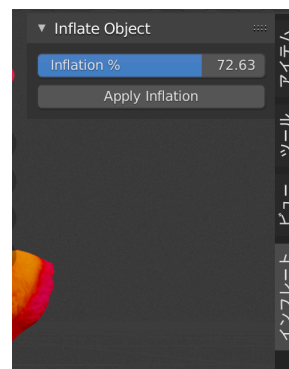 Inflate Object
Inflation % 72.63
Apply Inflation
アイテム
ツール
ビュー
インフレート